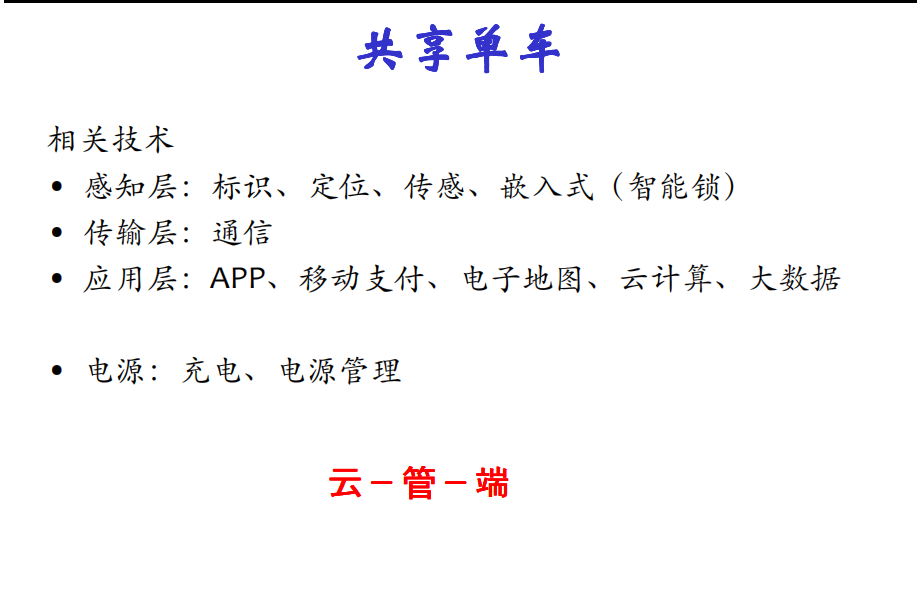 共享单车
相关技术
• 感知层：标识、定位、传感、嵌入式（智能锁）
• 传输层：通信
• 应用层：APP、移动支付、电子地图、云计算、大数据
• 电源：充电、电源管理
云－管－端